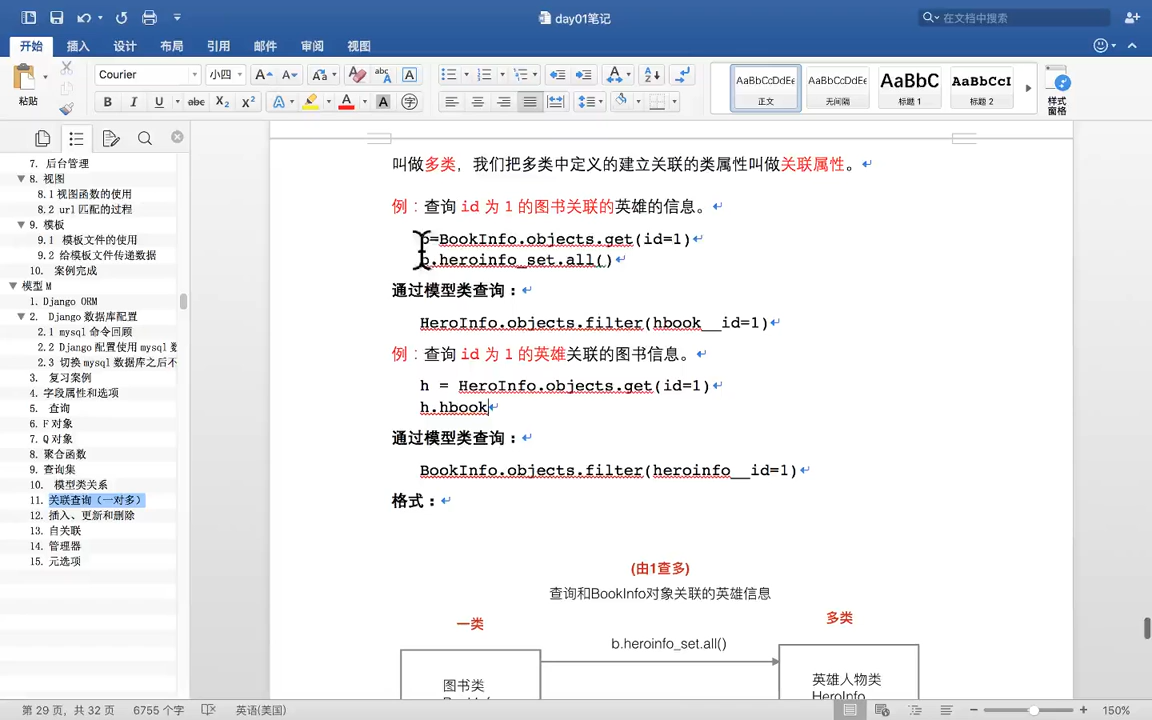 day01笔记
在文档中搜索
开始 插入 设计 布局 引用 邮件 审阅 视图
粘贴
Courier 小四
AaBbCcDdEe AaBbCcDdEe AaBbC AaBbCcI
正文 无间隔 标题 1 标题 2
样式
窗格
7. 后台管理
8. 视图
8.1 视图函数的使用
8.2 url 匹配的过程
9. 模板
9.1 模板文件的使用
9.2 给模板文件传递数据
10. 案例完成
模型 M
1. Django ORM
2. Django 数据库配置
2.1 mysql 命令回顾
2.2 Django 配置使用 mysql 数
2.3 切换 mysql 数据库之后不
3. 复习案例
4. 字段属性和选项
5. 查询
6. F 对象
7. Q 对象
8. 聚合函数
9. 查询集
10. 模型类关系
11. 关联查询（一对多）
12. 插入、更新和删除
13. 自关联
14. 管理器
15. 元选项
叫做多类，我们把多类中定义的建立关联的类属性叫做关联属性。
例：查询 id 为 1 的图书关联的英雄的信息。
b=BookInfo.objects.get(id=1)
b.heroinfo_set.all()
通过模型类查询：
HeroInfo.objects.filter(hbook__id=1)
例：查询 id 为 1 的英雄关联的图书信息。
h = HeroInfo.objects.get(id=1)
h.hbook
通过模型类查询：
BookInfo.objects.filter(heroinfo__id=1)
格式：
(由1查多)
查询和BookInfo对象关联的英雄信息
一类
多类
b.heroinfo_set.all()
图书类
英雄人物类
HeroInfo
第 29 页，共 32 页 6755 个字 英语(美国) 150%